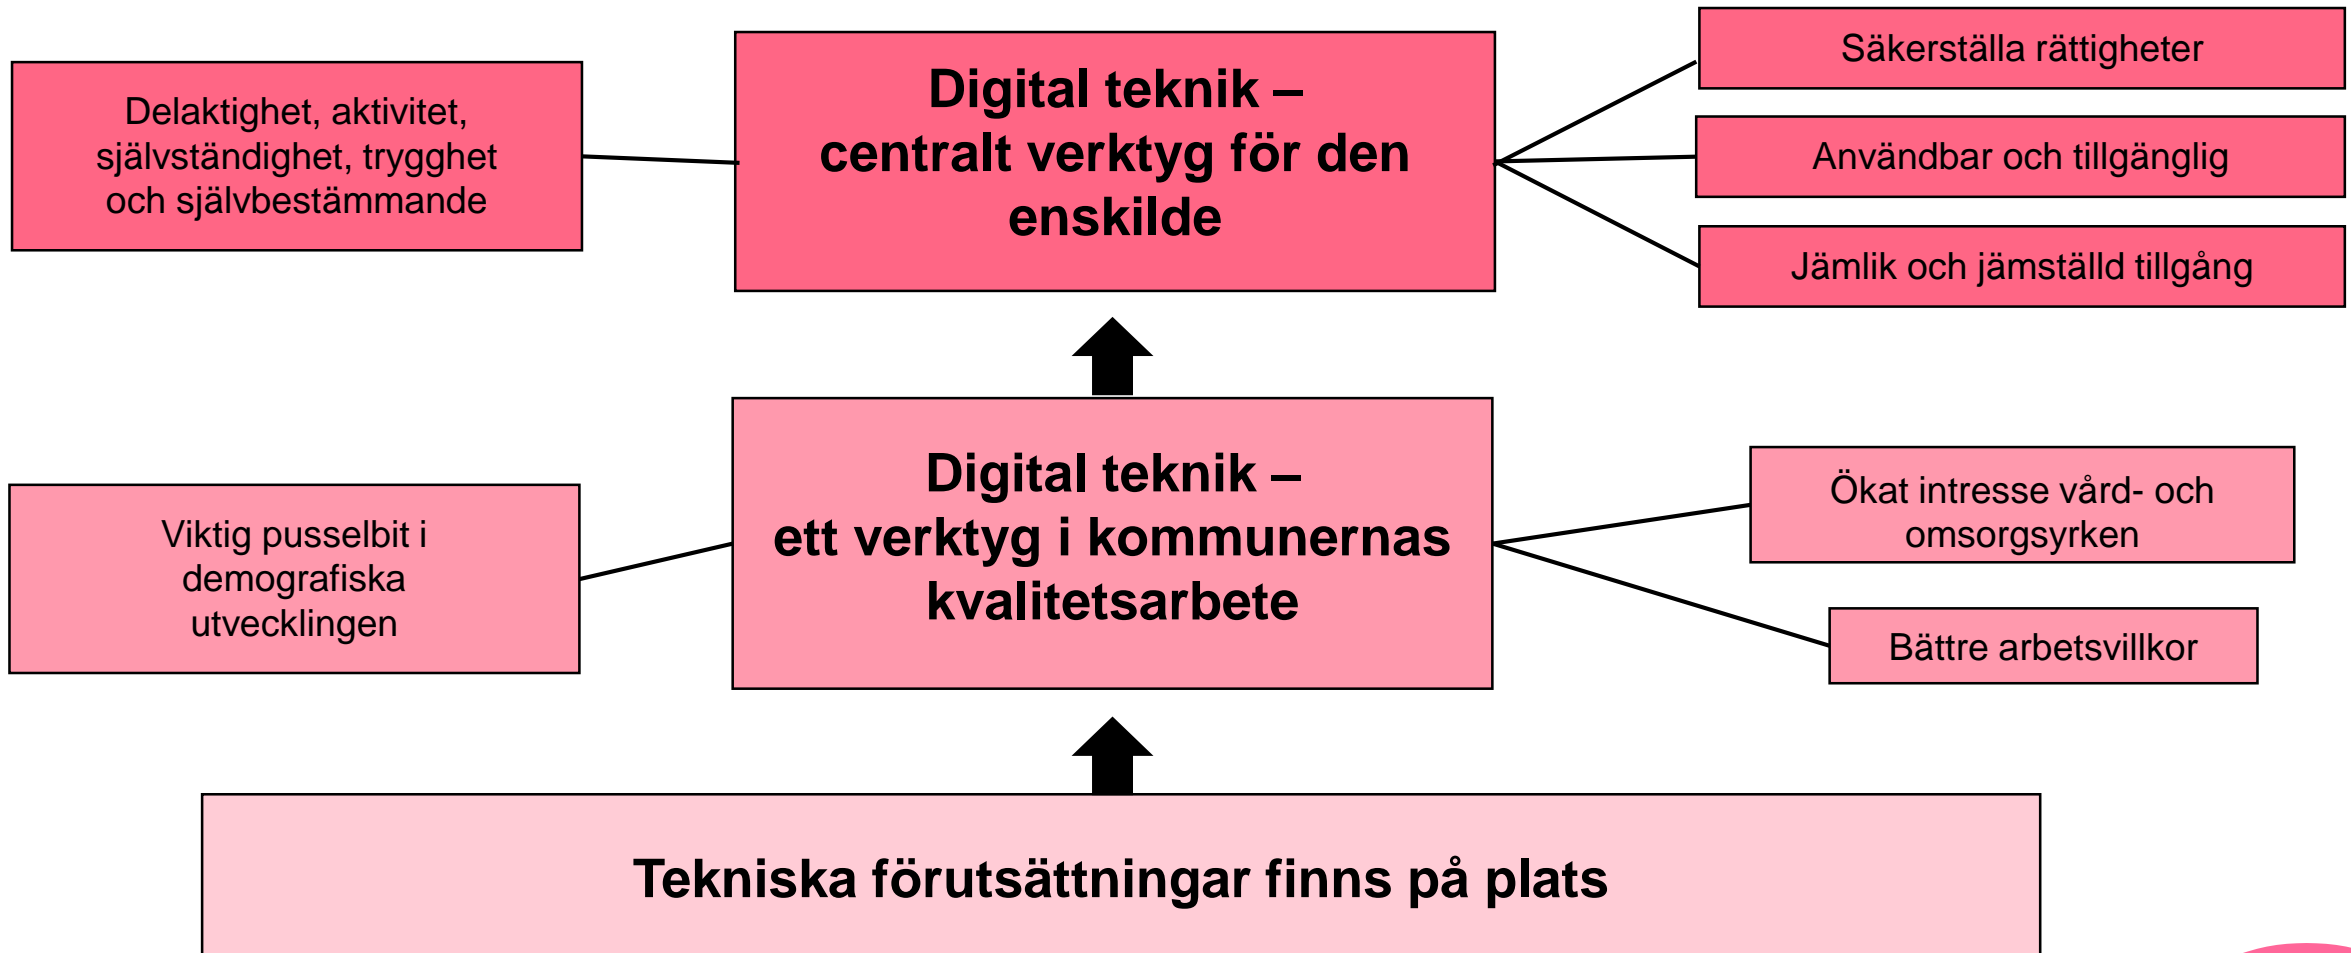 Delaktighet, aktivitet,
självständighet, trygghet
och självbestämmande
Digital teknik –
centralt verktyg för den
enskilde
Säkerställa rättigheter
Användbar och tillgänglig
Jämlik och jämställd tillgång
Viktig pusselbit i
demografiska
utvecklingen
Digital teknik –
ett verktyg i kommunernas
kvalitetsarbete
Ökat intresse vård- och
omsorgsyrken
Bättre arbetsvillkor
Tekniska förutsättningar finns på plats